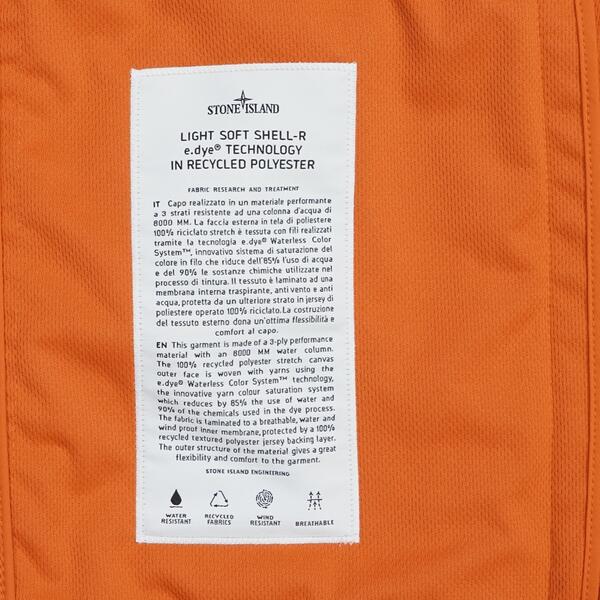 STONE ISLAND
LIGHT SOFT SHELL-R
e.dye® TECHNOLOGY
IN RECYCLED POLYESTER
FABRIC RESEARCH AND TREATMENT
IT Capo realizzato in un materiale performante
a 3 strati resistente ad una colonna d'acqua di
8000 MM. La faccia esterna in tela di poliestere
100% riciclato stretch è tessuta con fili realizzati
tramite la tecnologia e.dye® Waterless Color
System™, innovativo sistema di saturazione del
colore in filo che riduce dell'85% l'uso di acqua
e del 90% le sostanze chimiche utilizzate nel
processo di tintura. Il tessuto è laminato ad una
membrana interna traspirante, anti vento e anti
acqua, protetta da un ulteriore strato in jersey di
poliestere operato 100% riciclato. La costruzione
del tessuto esterno dona un'ottima flessibilità e
comfort al capo.
EN This garment is made of a 3-ply performance
material with an 8000 MM water column.
The 100% recycled polyester stretch canvas
outer face is woven with yarns using the
e.dye® Waterless Color System™ technology,
the innovative yarn colour saturation system
which reduces by 85% the use of water and
90% of the chemicals used in the dye process.
The fabric is laminated to a breathable, water and
wind proof inner membrane, protected by a 100%
recycled textured polyester jersey backing layer.
The outer structure of the material gives a great
flexibility and comfort to the garment.
STONE ISLAND ENGINEERING
WATER RESISTANT
RECYCLED FABRICS
WIND RESISTANT
BREATHABLE